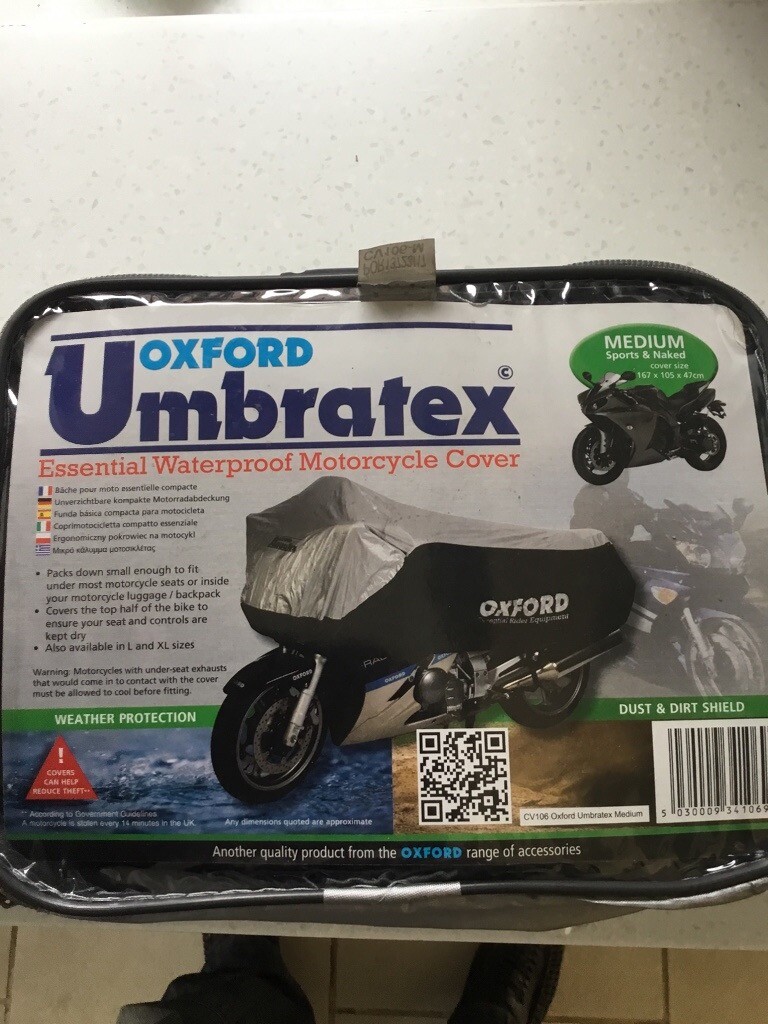 CV106-M
OXFORD
Umbratex©
Essential Waterproof Motorcycle Cover
MEDIUM
Sports & Naked
cover size
167 x 105 x 47cm
Bâche pour moto essentielle compacte
Unverzichtbare kompakte Motorradabdeckung
Funda básica compacta para motocicleta
Coprimotocicletta compatto essenziale
Ergonomiczny pokrowiec na motocykl
Μικρό κάλυμμα μοτοσικλέτας
• Packs down small enough to fit
under most motorcycle seats or inside
your motorcycle luggage / backpack
• Covers the top half of the bike to
ensure your seat and controls are
kept dry
• Also available in L and XL sizes
Warning: Motorcycles with under-seat exhausts
that would come in to contact with the cover
must be allowed to cool before fitting.
OXFORD
Essential Rider Equipment
OXFORD
OXFORD
WEATHER PROTECTION
DUST & DIRT SHIELD
!
COVERS
CAN HELP
REDUCE THEFT**
** According to Government Guidelines.
A motorcycle is stolen every 14 minutes in the UK.
Any dimensions quoted are approximate
CV106 Oxford Umbratex Medium
5 030009 341069
Another quality product from the OXFORD range of accessories